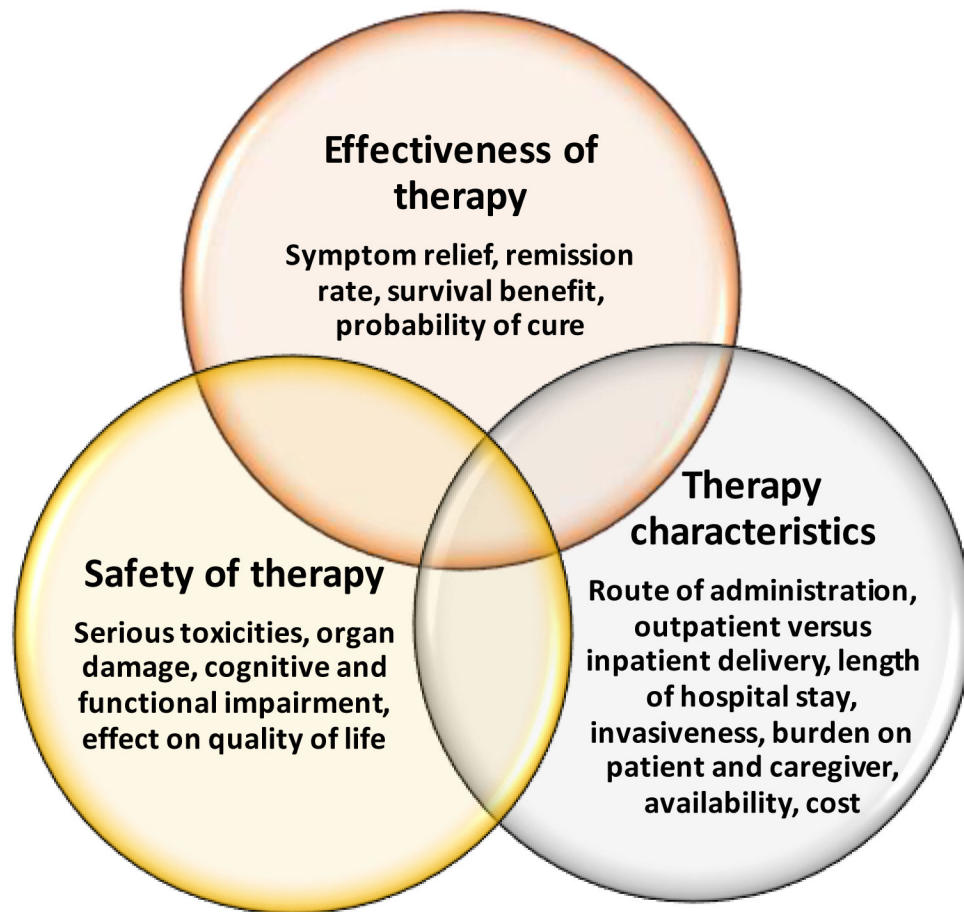 Effectiveness of
therapy
Symptom relief, remission
rate, survival benefit,
probability of cure
Safety of therapy
Serious toxicities, organ
damage, cognitive and
functional impairment,
effect on quality of life
Therapy
characteristics
Route of administration,
outpatient versus
inpatient delivery, length
of hospital stay,
invasiveness, burden on
patient and caregiver,
availability, cost